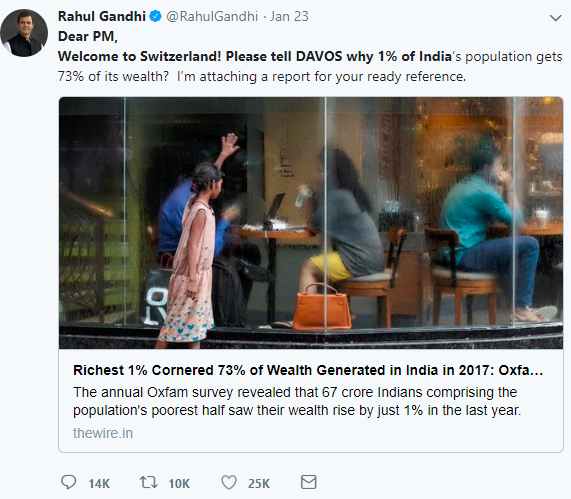 Rahul Gandhi @RahulGandhi · Jan 23
Dear PM,
Welcome to Switzerland! Please tell DAVOS why 1% of India's population gets
73% of its wealth? I'm attaching a report for your ready reference.
Richest 1% Cornered 73% of Wealth Generated in India in 2017: Oxfa...
The annual Oxfam survey revealed that 67 crore Indians comprising the
population's poorest half saw their wealth rise by just 1% in the last year.
thewire.in
14K 10K 25K